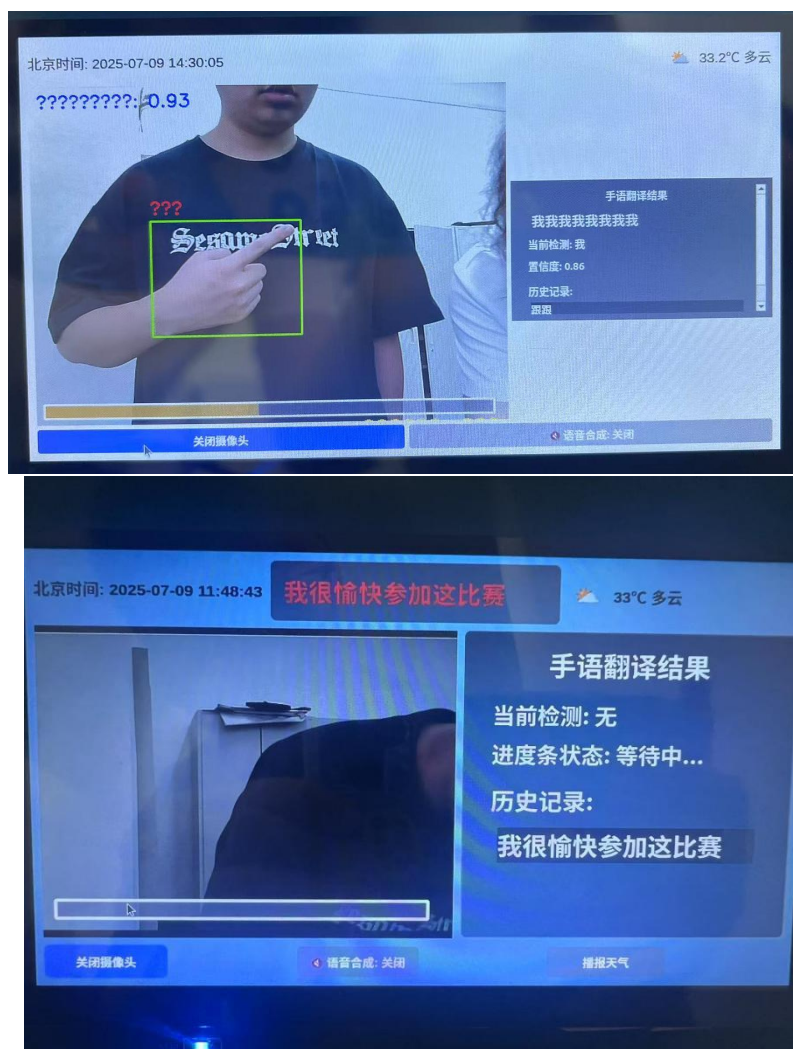 北京时间: 2025-07-09 14:30:05
33.2℃ 多云
?????????: 0.93
???
Sesame Street
手语翻译结果
我我我我我我我我
当前检测: 我
置信度: 0.86
历史记录:
跟跟
关闭摄像头
语音合成: 关闭
北京时间: 2025-07-09 11:48:43
我很愉快参加这比赛
33℃ 多云
手语翻译结果
当前检测: 无
进度条状态: 等待中...
历史记录:
我很愉快参加这比赛
关闭摄像头
语音合成: 关闭
播报天气